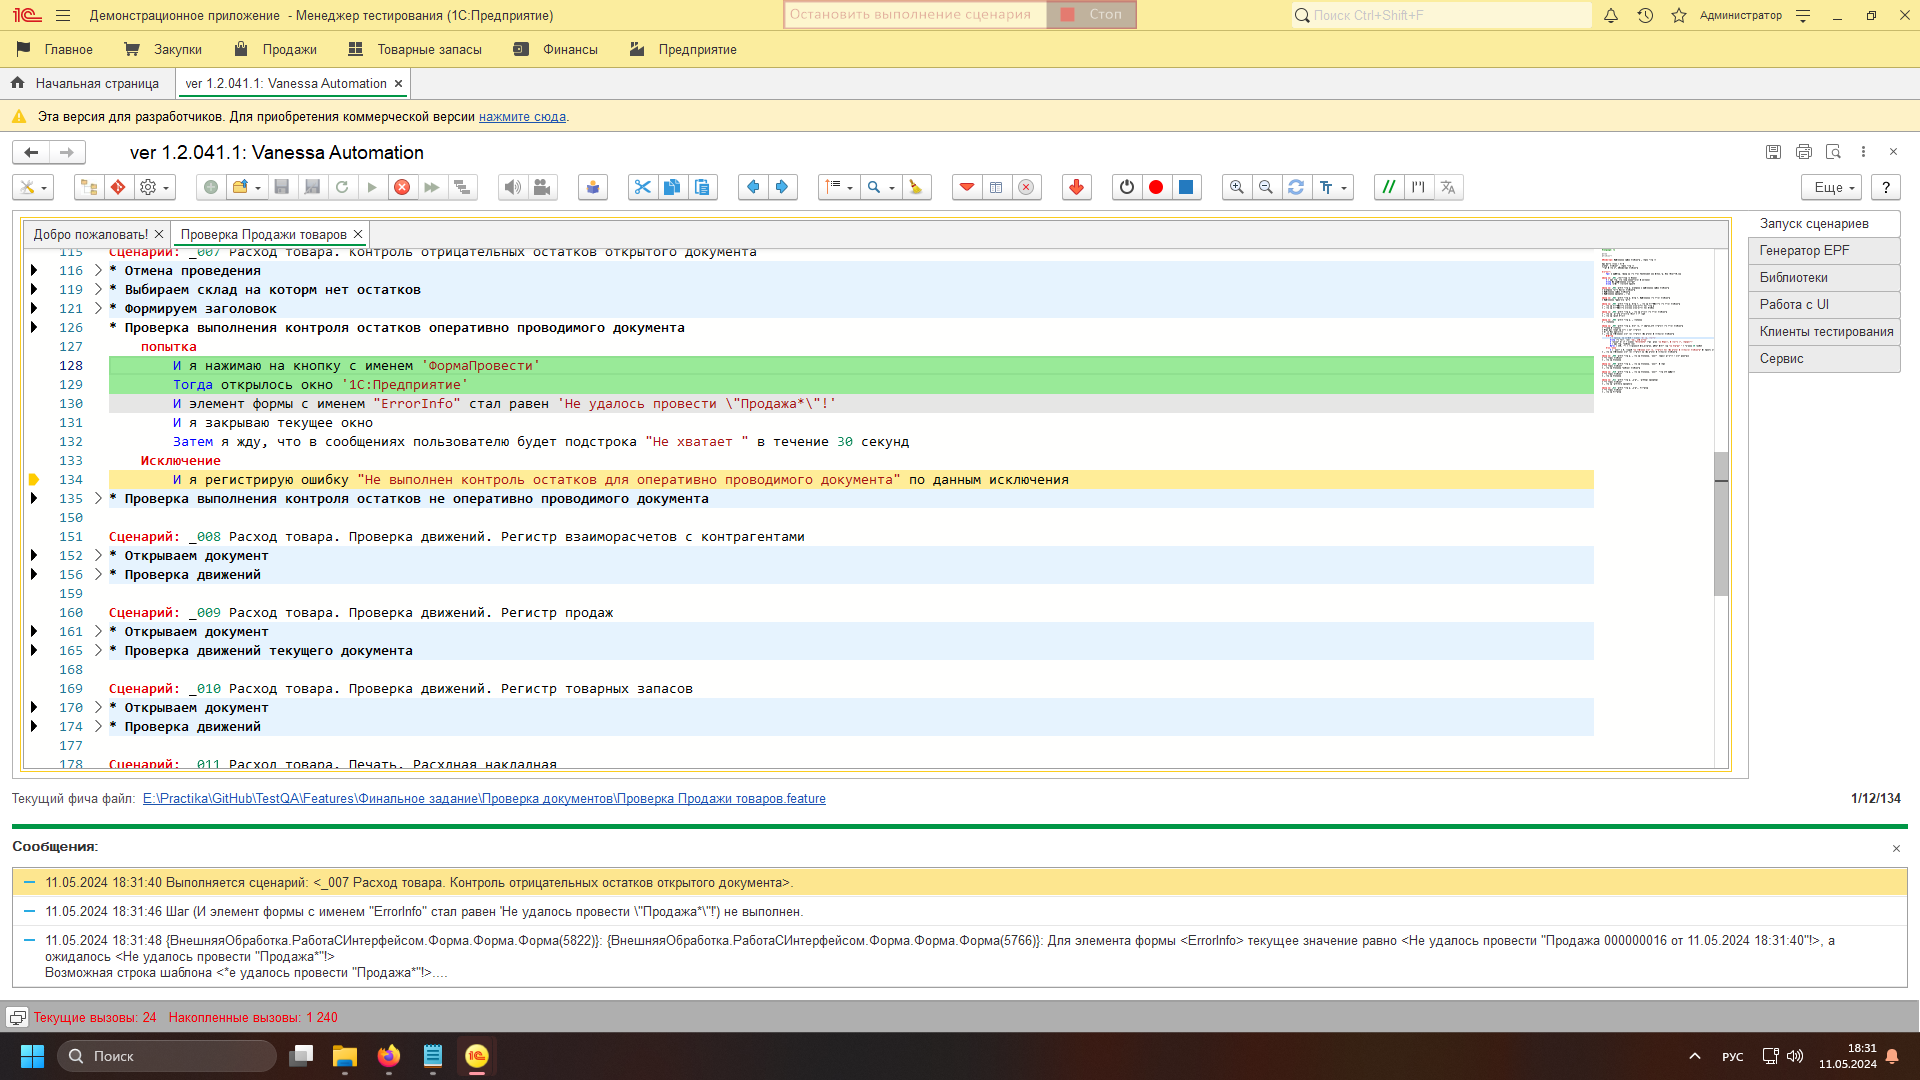 Демонстрационное приложение - Менеджер тестирования (1С:Предприятие)
Остановить выполнение сценария
Стоп
Поиск Ctrl+Shift+F
Администратор
Главное
Закупки
Продажи
Товарные запасы
Финансы
Предприятие
Начальная страница
ver 1.2.041.1: Vanessa Automation
Эта версия для разработчиков. Для приобретения коммерческой версии нажмите сюда.
ver 1.2.041.1: Vanessa Automation
Еще
?
Добро пожаловать!
Проверка Продажи товаров
115 Сценарий: _007 Расход товара. Контроль отрицательных остатков открытого документа
116 * Отмена проведения
119 * Выбираем склад на которм нет остатков
121 * Формируем заголовок
126 * Проверка выполнения контроля остатков оперативно проводимого документа
127 попытка
128 И я нажимаю на кнопку с именем 'ФормаПровести'
129 Тогда открылось окно '1С:Предприятие'
130 И элемент формы с именем "ErrorInfo" стал равен 'Не удалось провести \"Продажа*\"!'
131 И я закрываю текущее окно
132 Затем я жду, что в сообщениях пользователю будет подстрока "Не хватает " в течение 30 секунд
133 Исключение
134 И я регистрирую ошибку "Не выполнен контроль остатков для оперативно проводимого документа" по данным исключения
135 * Проверка выполнения контроля остатков не оперативно проводимого документа
150
151 Сценарий: _008 Расход товара. Проверка движений. Регистр взаиморасчетов с контрагентами
152 * Открываем документ
156 * Проверка движений
159
160 Сценарий: _009 Расход товара. Проверка движений. Регистр продаж
161 * Открываем документ
165 * Проверка движений текущего документа
168
169 Сценарий: _010 Расход товара. Проверка движений. Регистр товарных запасов
170 * Открываем документ
174 * Проверка движений
177
178 Сценарий: _011 Расход товара. Печать. Расхдная накладная
Запуск сценариев
Генератор EPF
Библиотеки
Работа с UI
Клиенты тестирования
Сервис
Текущий фича файл: E:\Practika\GitHub\TestQA\Features\Финальное задание\Проверка документов\Проверка Продажи товаров.feature
1/12/134
Сообщения:
11.05.2024 18:31:40 Выполняется сценарий: <_007 Расход товара. Контроль отрицательных остатков открытого документа>.
11.05.2024 18:31:46 Шаг (И элемент формы с именем "ErrorInfo" стал равен 'Не удалось провести \"Продажа*\"!') не выполнен.
11.05.2024 18:31:48 {ВнешняяОбработка.РаботаСИнтерфейсом.Форма.Форма.Форма(5822)}: {ВнешняяОбработка.РаботаСИнтерфейсом.Форма.Форма.Форма(5766)}: Для элемента формы <ErrorInfo> текущее значение равно <Не удалось провести "Продажа 000000016 от 11.05.2024 18:31:40"!>, а
ожидалось <Не удалось провести "Продажа*"!>
Возможная строка шаблона <*е удалось провести "Продажа*"!>....
Текущие вызовы: 24 Накопленные вызовы: 1 240
Поиск
РУС
18:31
11.05.2024